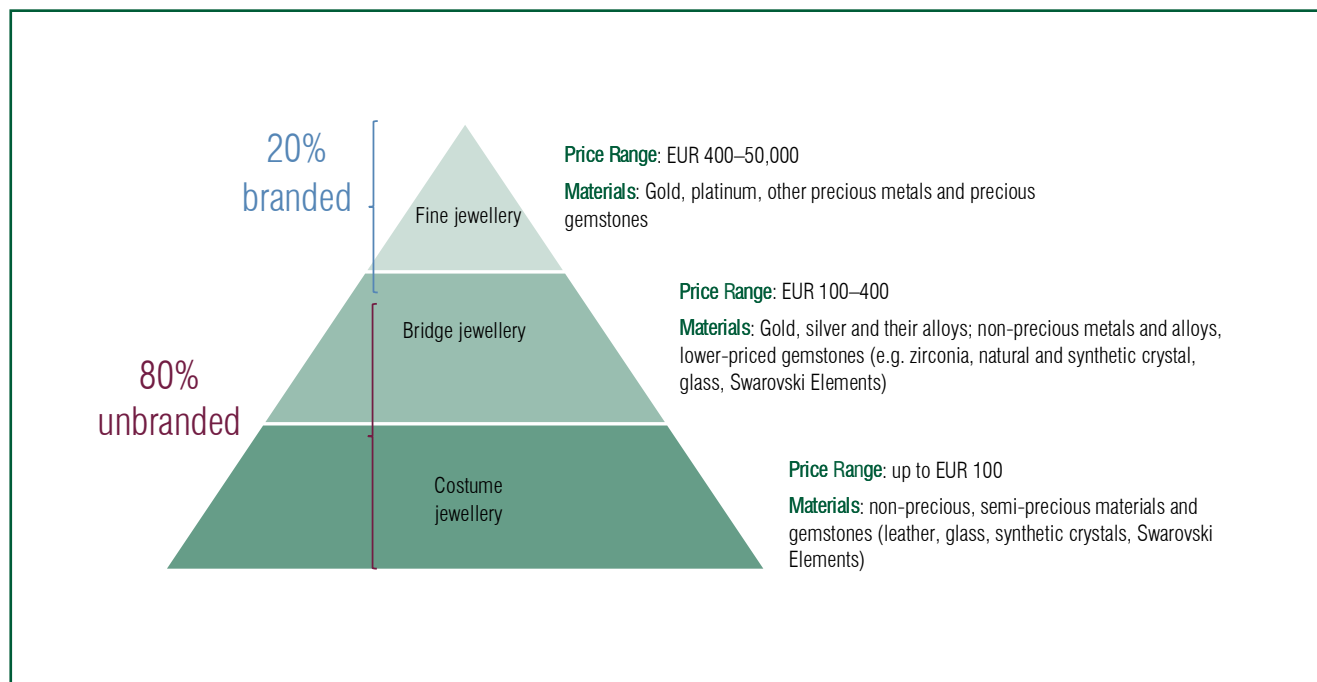 20%
branded
Fine jewellery
Price Range: EUR 400–50,000
Materials: Gold, platinum, other precious metals and precious
gemstones
80%
unbranded
Bridge jewellery
Price Range: EUR 100–400
Materials: Gold, silver and their alloys; non-precious metals and alloys,
lower-priced gemstones (e.g. zirconia, natural and synthetic crystal,
glass, Swarovski Elements)
Costume
jewellery
Price Range: up to EUR 100
Materials: non-precious, semi-precious materials and
gemstones (leather, glass, synthetic crystals, Swarovski
Elements)